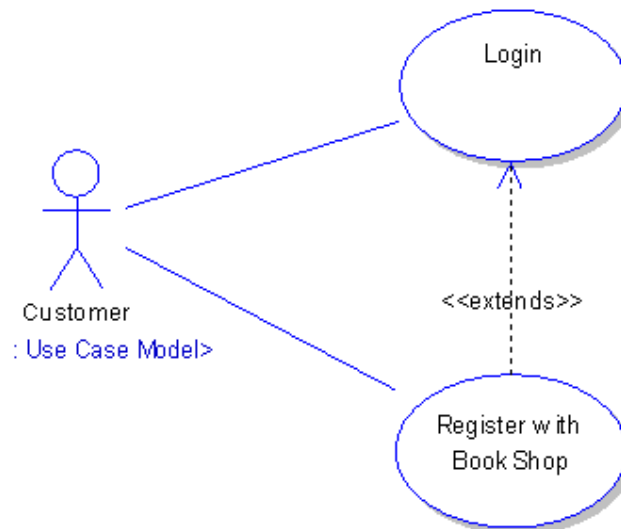 Login
Customer
: Use Case Model>
<<extends>>
Register with
Book Shop